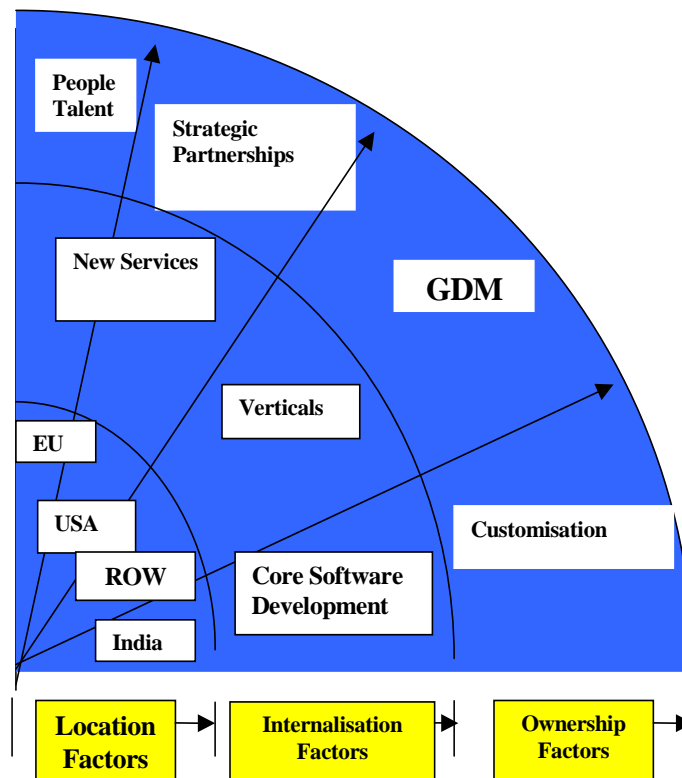 People
Talent
Strategic
Partnerships
New Services
GDM
Verticals
EU
USA
Customisation
ROW
Core Software
Development
India
Location
Factors
Internalisation
Factors
Ownership
Factors